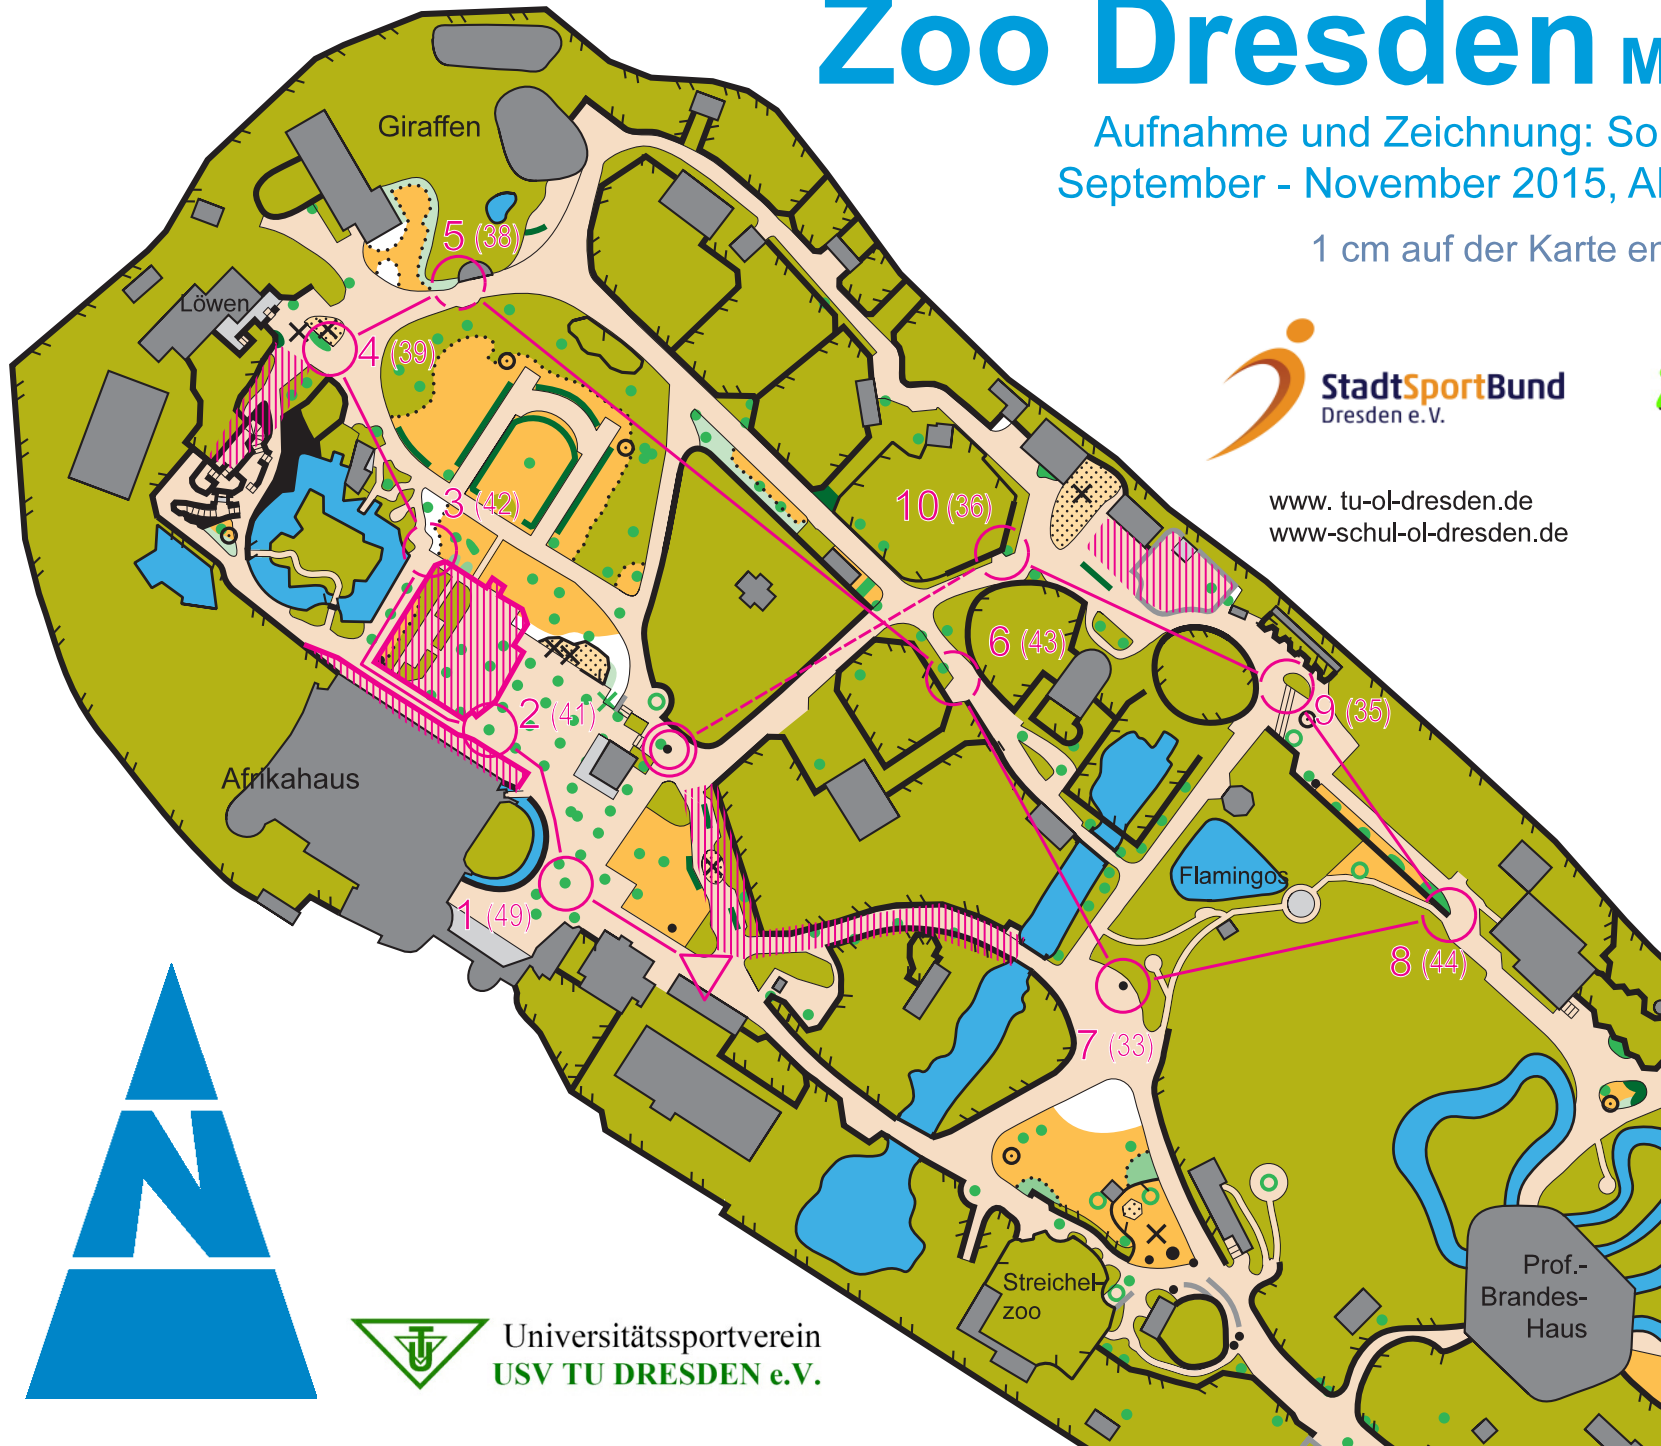 Zoo Dresden
Aufnahme und Zeichnung:
September - November 2015,
1 cm auf der Karte
Giraffen
5 (38)
Löwen
4 (39)
StadtSportBund
Dresden e.V.
3 (42)
10 (36)
www. tu-ol-dresden.de
www-schul-ol-dresden.de
6 (43)
2 (41)
9 (35)
Afrikahaus
Flamingos
1 (49)
8 (44)
7 (33)
N
Streichel-
zoo
Prof.-
Brandes-
Haus
TU
Universitätssportverein
USV TU DRESDEN e.V.